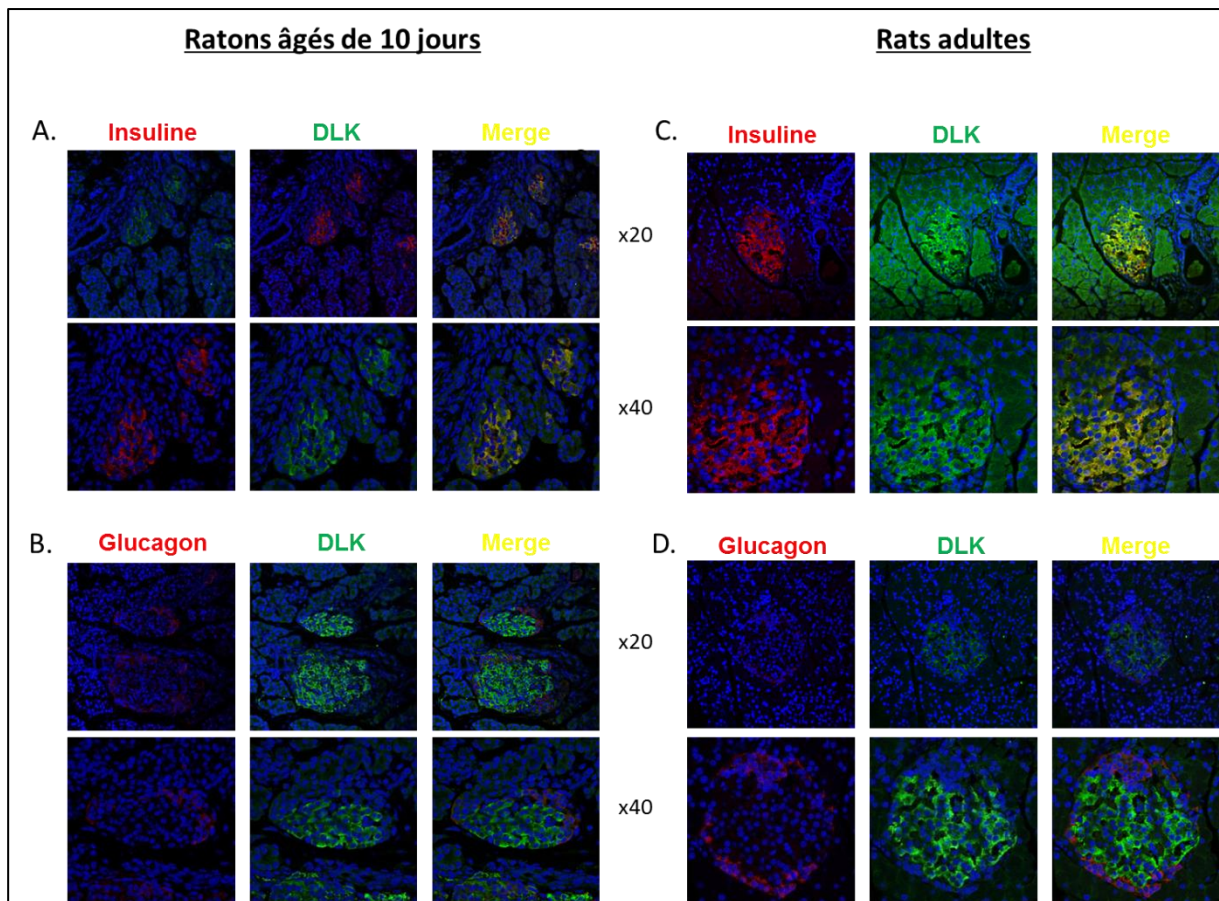 Ratons âgés de 10 jours
Rats adultes
A.
Insuline
DLK
Merge
C.
Insuline
DLK
Merge
x20
x40
B.
Glucagon
DLK
Merge
D.
Glucagon
DLK
Merge
x20
x40